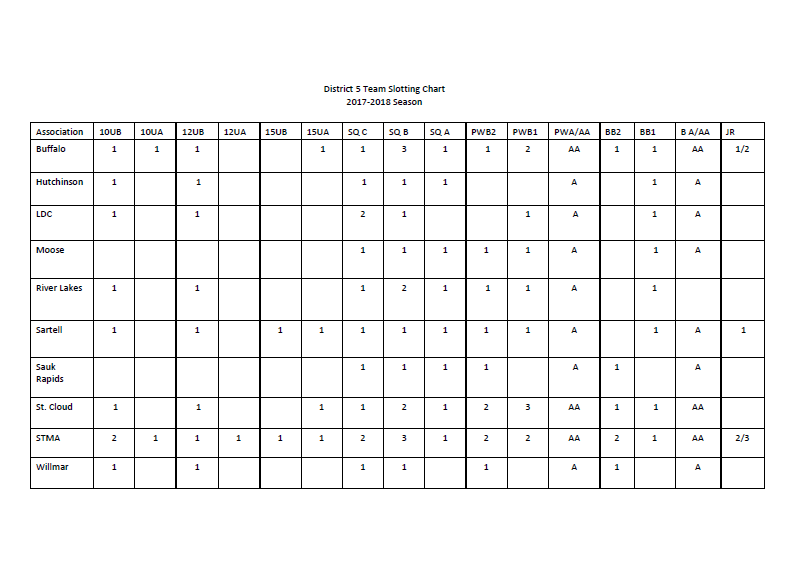 District 5 Team Slotting Chart
2017-2018 Season
Association 10UB 10UA 12UB 12UA 15UB 15UA SQ C SQ B SQ A PWB2 PWB1 PWA/AA BB2 BB1 B A/AA JR
Buffalo 1 1 1 1 1 3 1 1 2 AA 1 1 AA 1/2
Hutchinson 1 1 1 1 1 A 1 A
LDC 1 1 2 1 1 A 1 A
Moose 1 1 1 1 1 A 1 A
River Lakes 1 1 1 2 1 1 1 A 1
Sartell 1 1 1 1 1 1 1 1 1 A 1 A 1
Sauk
Rapids 1 1 1 1 A 1 A
St. Cloud 1 1 1 1 2 1 2 3 AA 1 1 AA
STMA 2 1 1 1 1 1 2 3 1 2 2 AA 2 1 AA 2/3
Willmar 1 1 1 1 1 A 1 A